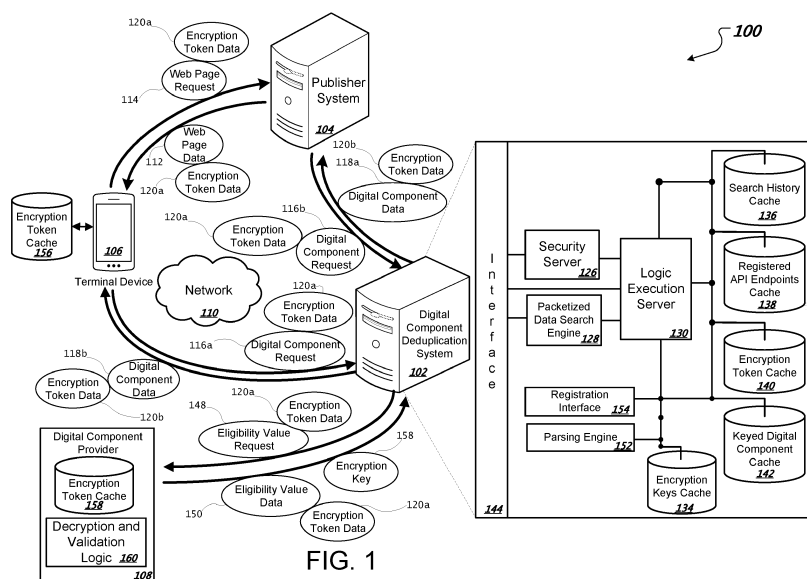 120a
Encryption
Token Data
Web Page
Request
114
Publisher
System
104
100
Web
Page Data
112
120a
Encryption
Token Data
120b
118a
Encryption
Token Data
Digital Component
Data
Encryption
Token
Cache
156
106
Terminal Device
120a
116b
Encryption
Token Data
Digital
Component
Request
Network
110
120a
Encryption
Token Data
116a
Digital Component
Request
Digital
Component
Deduplication
System
102
118b
Digital
Component Data
Encryption
Token Data
120b
120a
148
Encryption
Token Data
Eligibility Value
Request
158
Encryption
Key
Eligibility Value
Data
150
120a
Encryption
Token Data
Digital Component
Provider
Encryption
Token Cache
158
Decryption and
Validation
Logic
160
108
Interface
144
Security
Server
126
Packetized
Data Search
Engine
128
Logic
Execution
Server
130
Registration
Interface
154
Parsing Engine
152
Encryption
Keys Cache
134
Search History
Cache
136
Registered
API Endpoints
Cache
138
Encryption
Token Cache
140
Keyed Digital
Component
Cache
142
FIG. 1